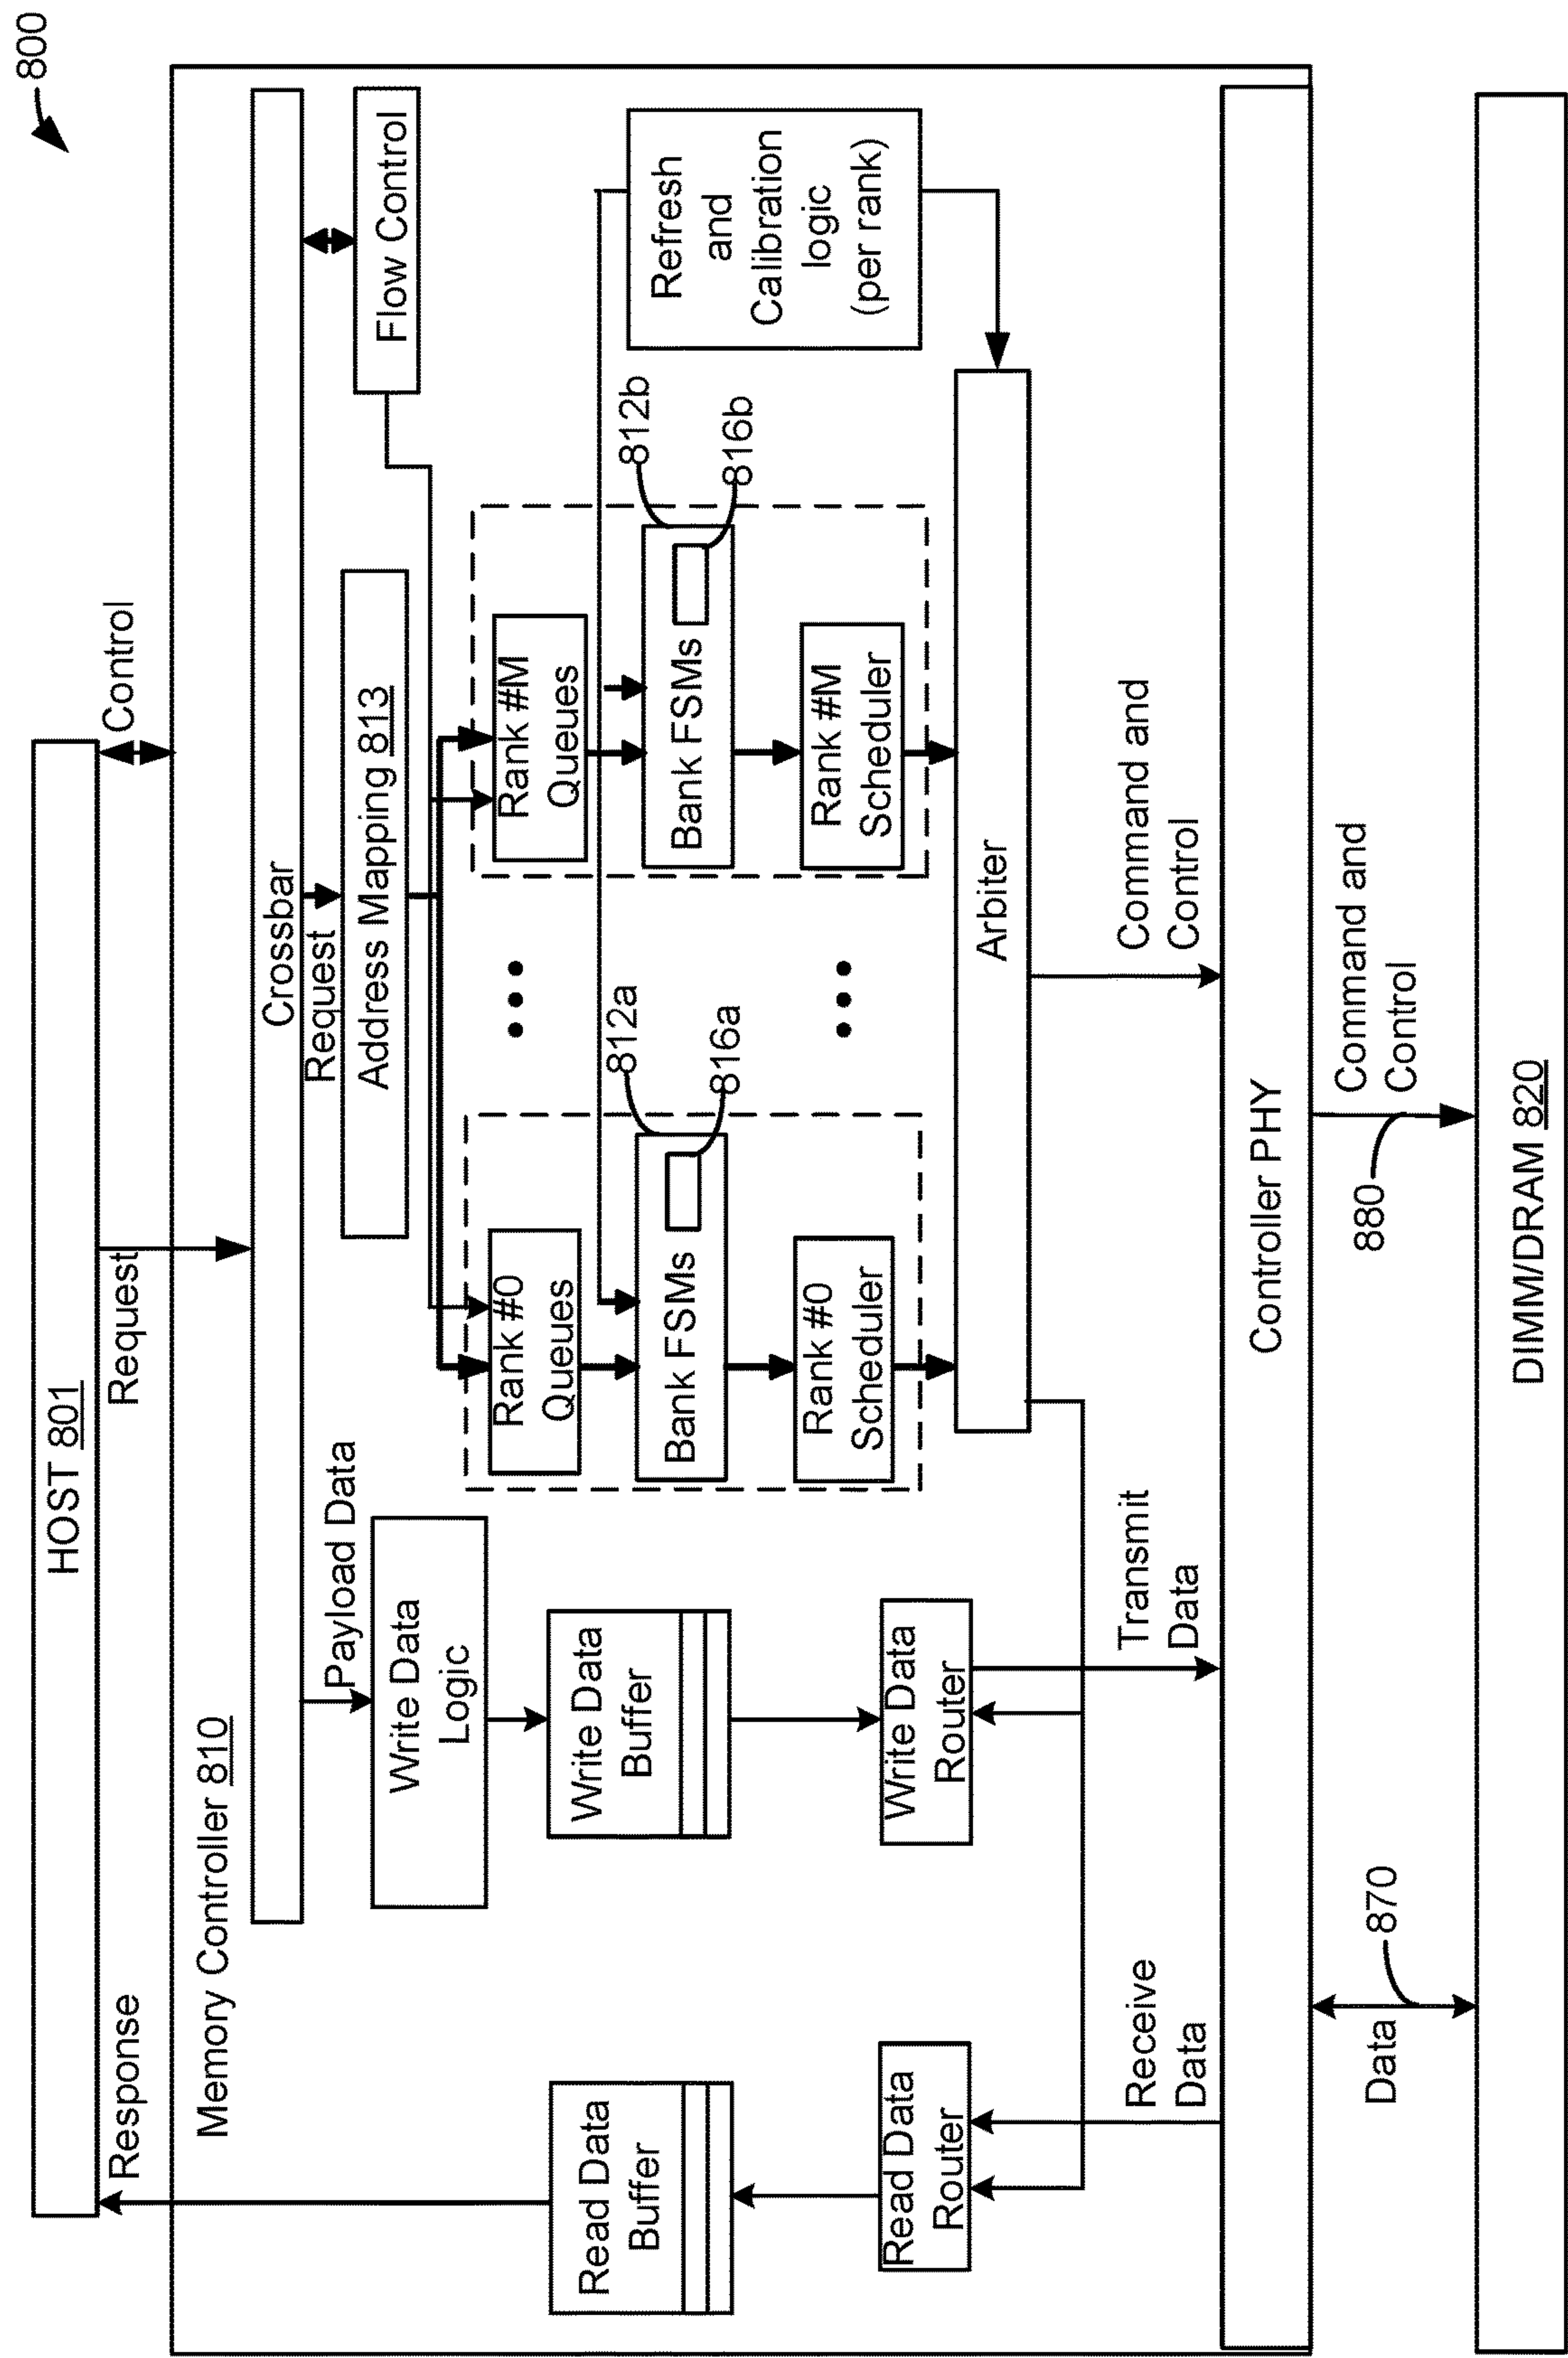 800
HOST 801
Response
Request
Control
Memory Controller 810
Crossbar
Payload Data
Request
Write Data
Logic
Address Mapping 813
Flow Control
Read Data
Buffer
Write Data
Buffer
Rank #0
Queues
Rank #M
Queues
812a
812b
Bank FSMs
816a
Bank FSMs
816b
Refresh
and
Calibration
logic
(per rank)
Rank #0
Scheduler
Rank #M
Scheduler
Read Data
Router
Write Data
Router
Arbiter
Receive
Data
Transmit
Data
Command and
Control
Controller PHY
Data
870
880
Command and
Control
DIMM/DRAM 820